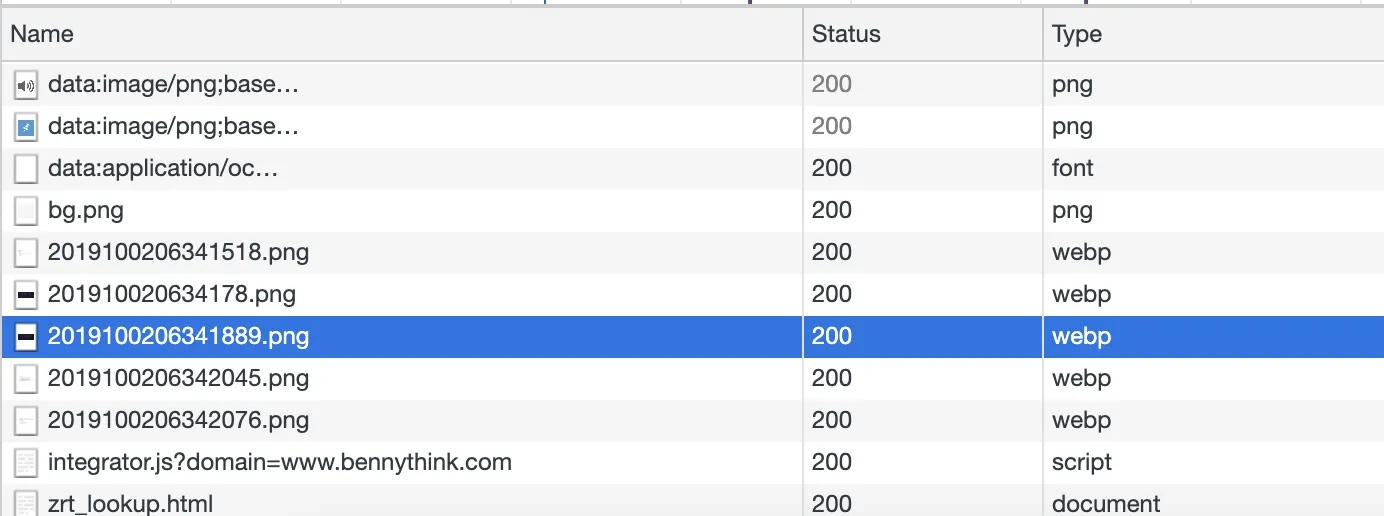 Name Status Type
data:image/png;base… 200 png
data:image/png;base… 200 png
data:application/oc… 200 font
bg.png 200 png
2019100206341518.png 200 webp
201910020634178.png 200 webp
2019100206341889.png 200 webp
2019100206342045.png 200 webp
2019100206342076.png 200 webp
integrator.js?domain=www.bennythink.com 200 script
zrt_lookup.html 200 document